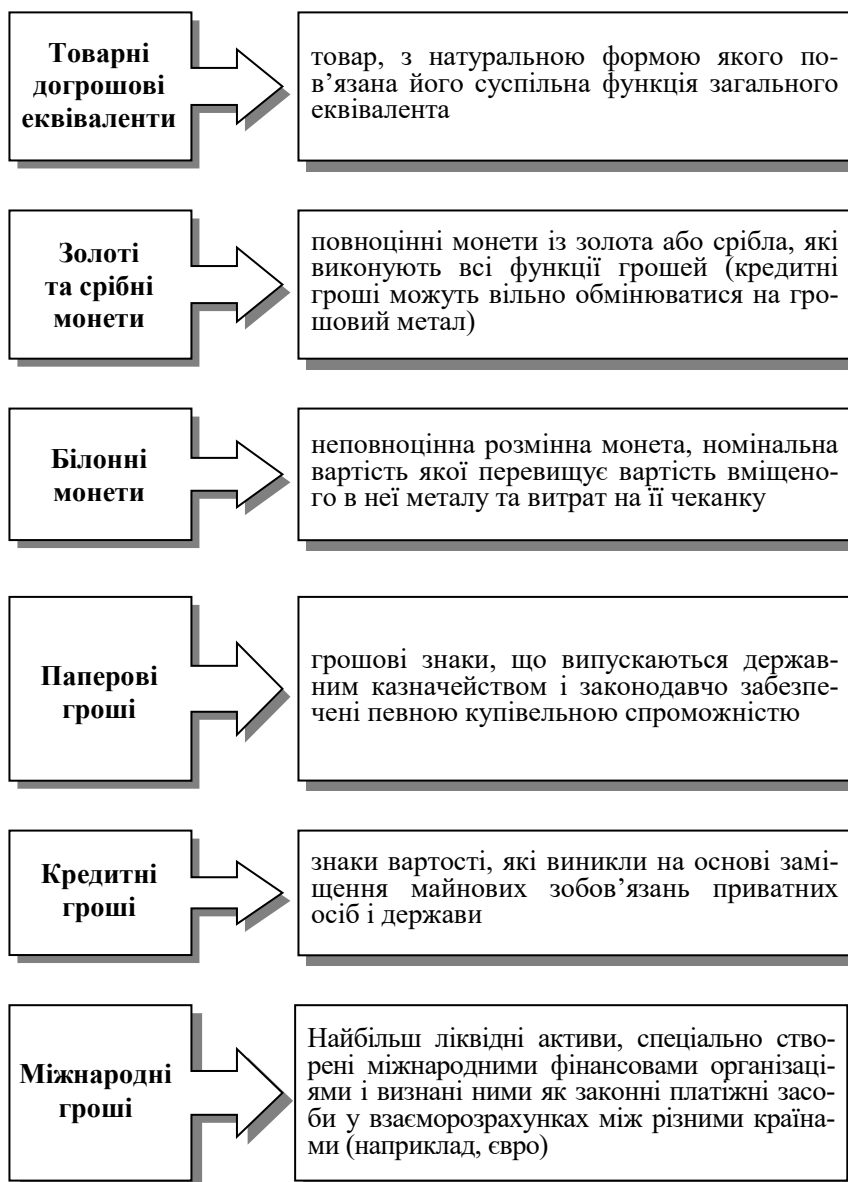 Товарні
догрошові
еквіваленти
товар, з натуральною формою якого по-
в’язана його суспільна функція загального
еквівалента
Золоті
та срібні
монети
повноцінні монети із золота або срібла, які
виконують всі функції грошей (кредитні
гроші можуть вільно обмінюватися на гро-
шовий метал)
Білонні
монети
неповноцінна розмінна монета, номінальна
вартість якої перевищує вартість вміщено-
го в неї металу та витрат на її чеканку
Паперові
гроші
грошові знаки, що випускаються держав-
ним казначейством і законодавчо забезпе-
чені певною купівельною спроможністю
Кредитні
гроші
знаки вартості, які виникли на основі замі-
щення майнових зобов’язань приватних
осіб і держави
Міжнародні
гроші
Найбільш ліквідні активи, спеціально ство-
рені міжнародними фінансовами організаці-
ями і визнані ними як законні платіжні засо-
би у взаєморозрахунках між різними країна-
ми (наприклад, євро)